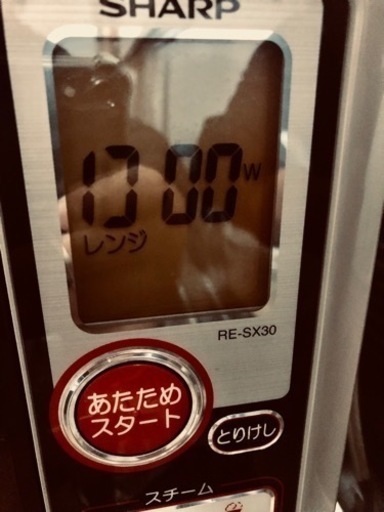 SHARP
1000W
レンジ
RE-SX30
あたため
スタート
とりけし
スチーム